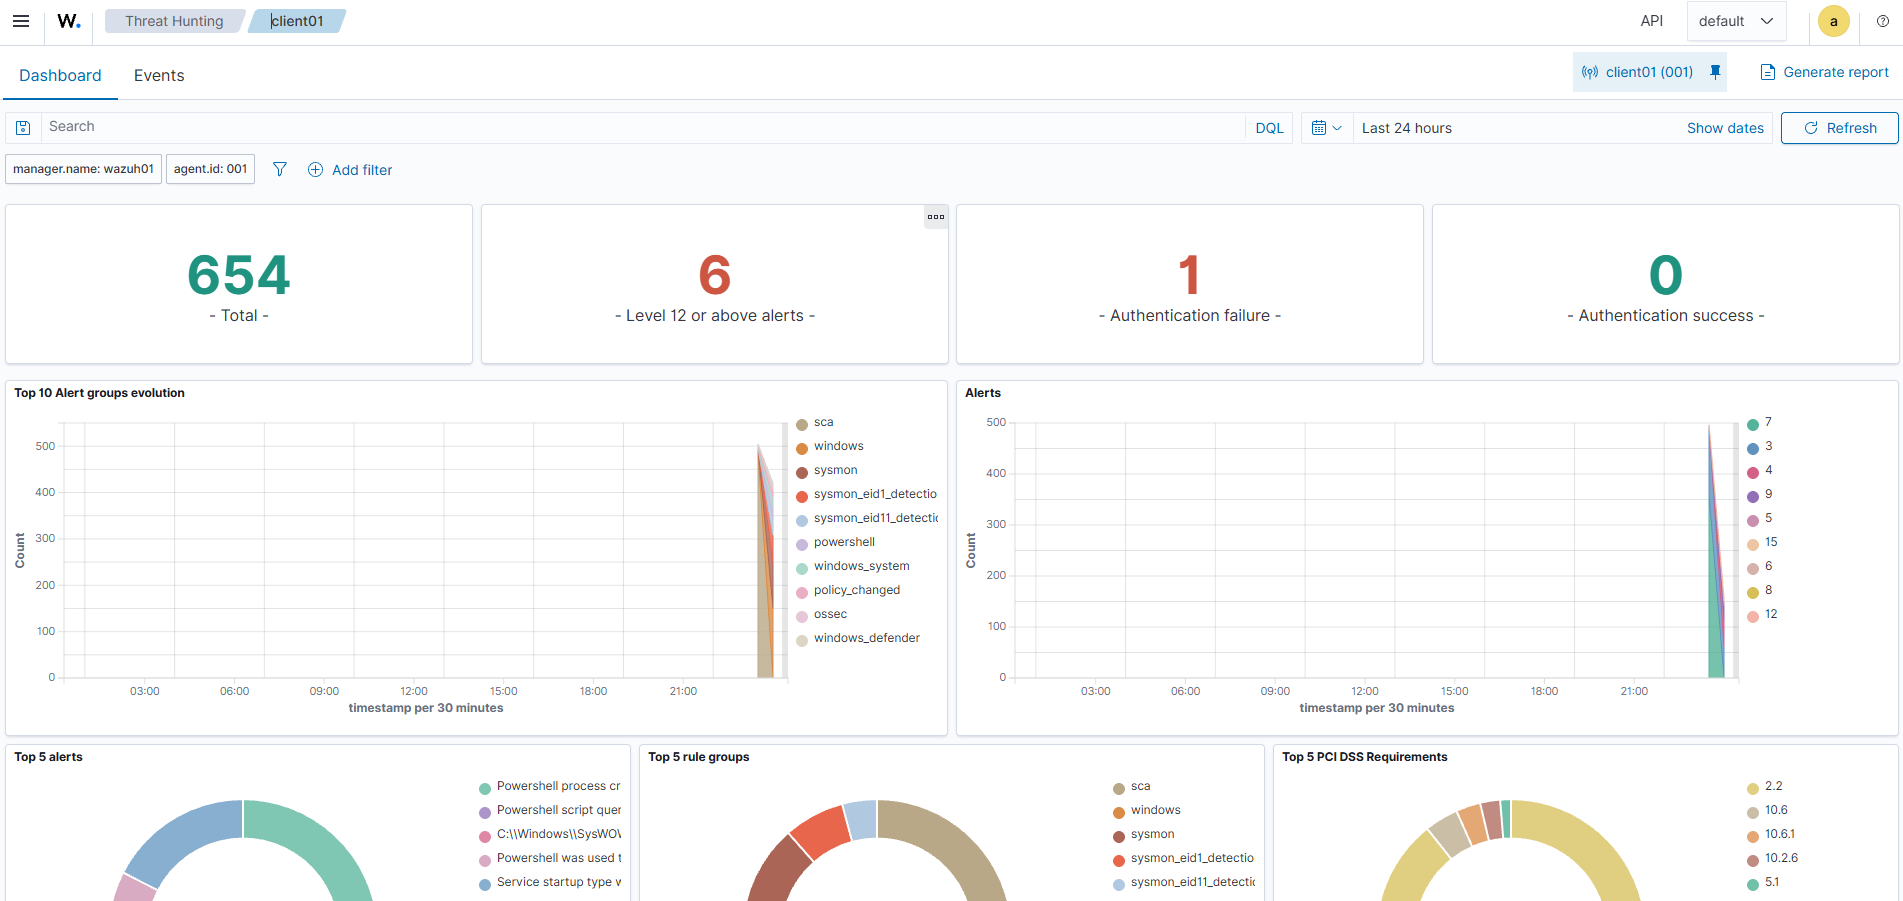 W. Threat Hunting client01 API default a
Dashboard Events client01 (001) Generate report
Search DQL Last 24 hours Show dates Refresh
manager.name: wazuh01 agent.id: 001 Add filter
654
- Total -
6
- Level 12 or above alerts -
1
- Authentication failure -
0
- Authentication success -
Top 10 Alert groups evolution
500
400
300
200
100
0
Count
03:00 06:00 09:00 12:00 15:00 18:00 21:00
timestamp per 30 minutes
sca
windows
sysmon
sysmon_eid1_detectio
sysmon_eid11_detectic
powershell
windows_system
policy_changed
ossec
windows_defender
Alerts
500
400
300
200
100
0
Count
03:00 06:00 09:00 12:00 15:00 18:00 21:00
timestamp per 30 minutes
7
3
4
9
5
15
6
8
12
Top 5 alerts
Powershell process cr
Powershell script quer
C:\\Windows\\SysWOW
Powershell was used t
Service startup type w
Top 5 rule groups
sca
windows
sysmon
sysmon_eid1_detectio
sysmon_eid11_detectic
Top 5 PCI DSS Requirements
2.2
10.6
10.6.1
10.2.6
5.1